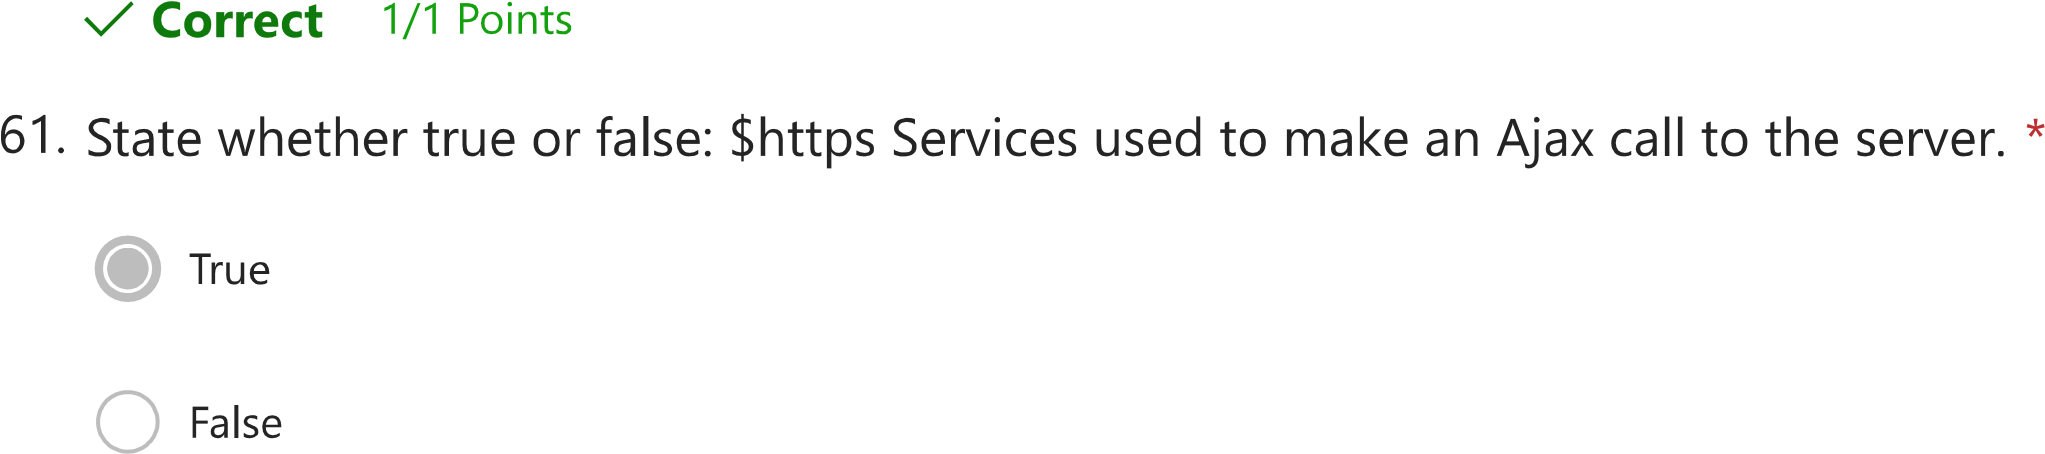 Correct 1/1 Points
61. State whether true or false: $https Services used to make an Ajax call to the server. *
True
False